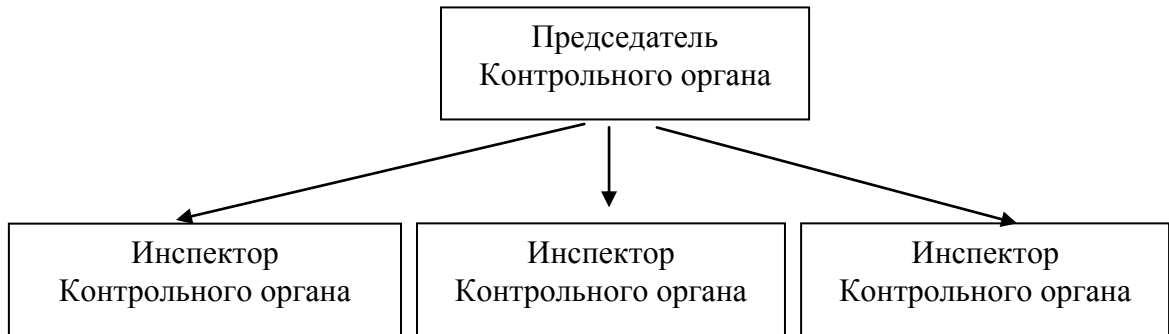 Председатель
Контрольного органа
Инспектор
Контрольного органа
Инспектор
Контрольного органа
Инспектор
Контрольного органа